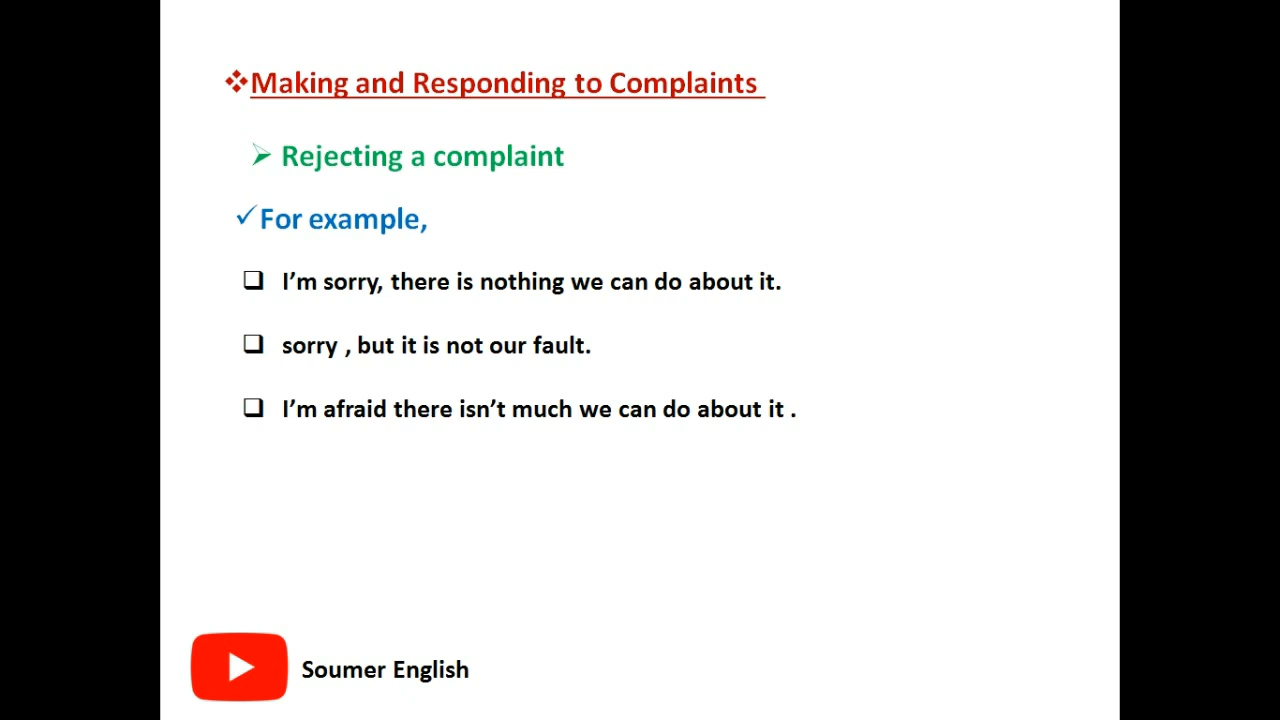 Making and Responding to Complaints
Rejecting a complaint
For example,
I’m sorry, there is nothing we can do about it.
sorry , but it is not our fault.
I’m afraid there isn’t much we can do about it .
Soumer English